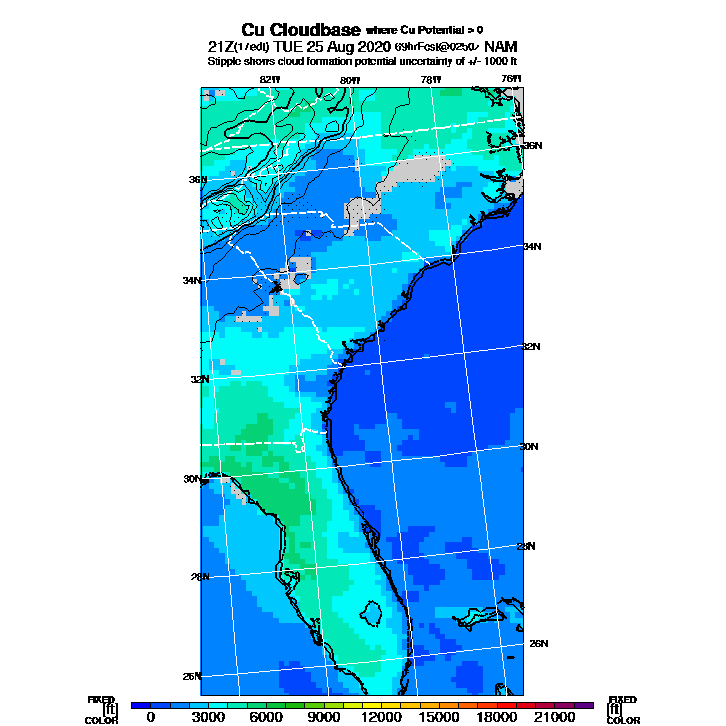 Cu Cloudbase where Cu Potential > 0
21Z(17edt) TUE 25 Aug 2020 69hrFcst@0250z NAM
Stipple shows cloud formation potential uncertainty of +/- 1000 ft
82W 80W 78W 76W
36N 36N
34N 34N
32N 32N
30N 30N
28N 28N
26N 26N
FIXED FIXED
[ft] [ft]
COLOR 0 3000 6000 9000 12000 15000 18000 21000 COLOR